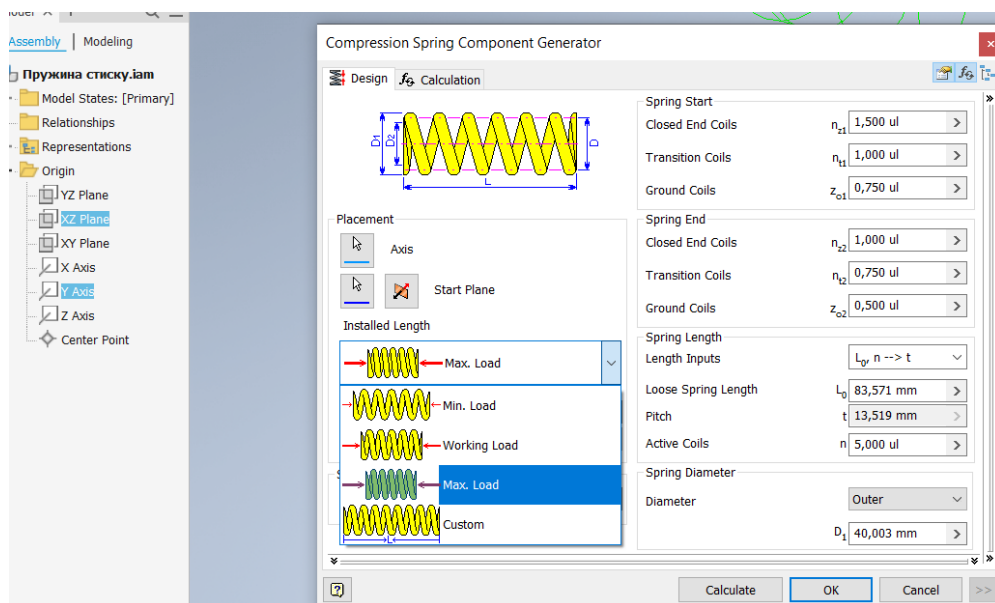 Assembly | Modeling
Пружина стиску.iam
Model States: [Primary]
Relationships
Representations
Origin
YZ Plane
XZ Plane
XY Plane
X Axis
Y Axis
Z Axis
Center Point
Compression Spring Component Generator
Design
fx Calculation
D1
D2
D
L
Placement
Axis
Start Plane
Installed Length
Max. Load
Min. Load
Working Load
Max. Load
Custom
L
Spring Start
Closed End Coils nz1 1,500 ul >
Transition Coils nt1 1,000 ul >
Ground Coils zo1 0,750 ul >
Spring End
Closed End Coils nz2 1,000 ul >
Transition Coils nt2 0,750 ul >
Ground Coils zo2 0,500 ul >
Spring Length
Length Inputs L0, n --> t
Loose Spring Length L0 83,571 mm >
Pitch t 13,519 mm >
Active Coils n 5,000 ul >
Spring Diameter
Diameter Outer
D1 40,003 mm >
Calculate
OK
Cancel
>>